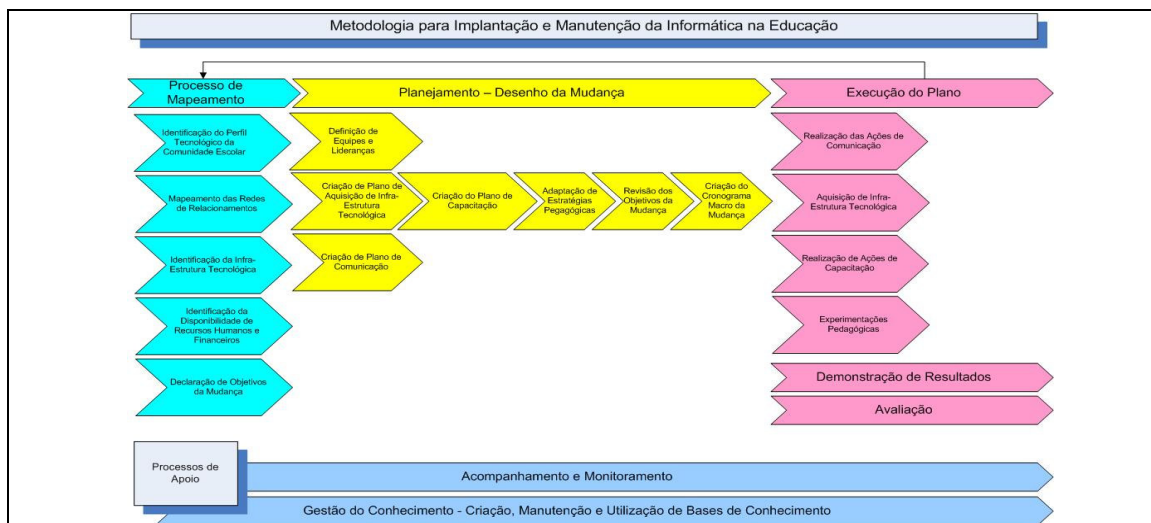 Metodologia para Implantação e Manutenção da Informática na Educação
Processo de
Mapeamento
Planejamento – Desenho da Mudança
Execução do Plano
Identificação do Perfil
Tecnológico da
Comunidade Escolar
Mapeamento das Redes
de Relacionamentos
Identificação da Infra-
Estrutura Tecnológica
Identificação da
Disponibilidade de
Recursos Humanos e
Financeiros
Declaração de Objetivos
da Mudança
Definição de
Equipes e
Lideranças
Criação de Plano de
Aquisição de Infra-
Estrutura
Tecnológica
Criação do Plano de
Capacitação
Adaptação de
Estratégias
Pegagógicas
Revisão dos
Objetivos da
Mudança
Criação do
Cronograma
Macro da
Mudança
Criação de Plano de
Comunicação
Realização das Ações de
Comunicação
Aquisição de Infra-
Estrutura Tecnológica
Realização de Ações de
Capacitação
Experimentações
Pedagógicas
Demonstração de Resultados
Avaliação
Processos de
Apoio
Acompanhamento e Monitoramento
Gestão do Conhecimento - Criação, Manutenção e Utilização de Bases de Conhecimento